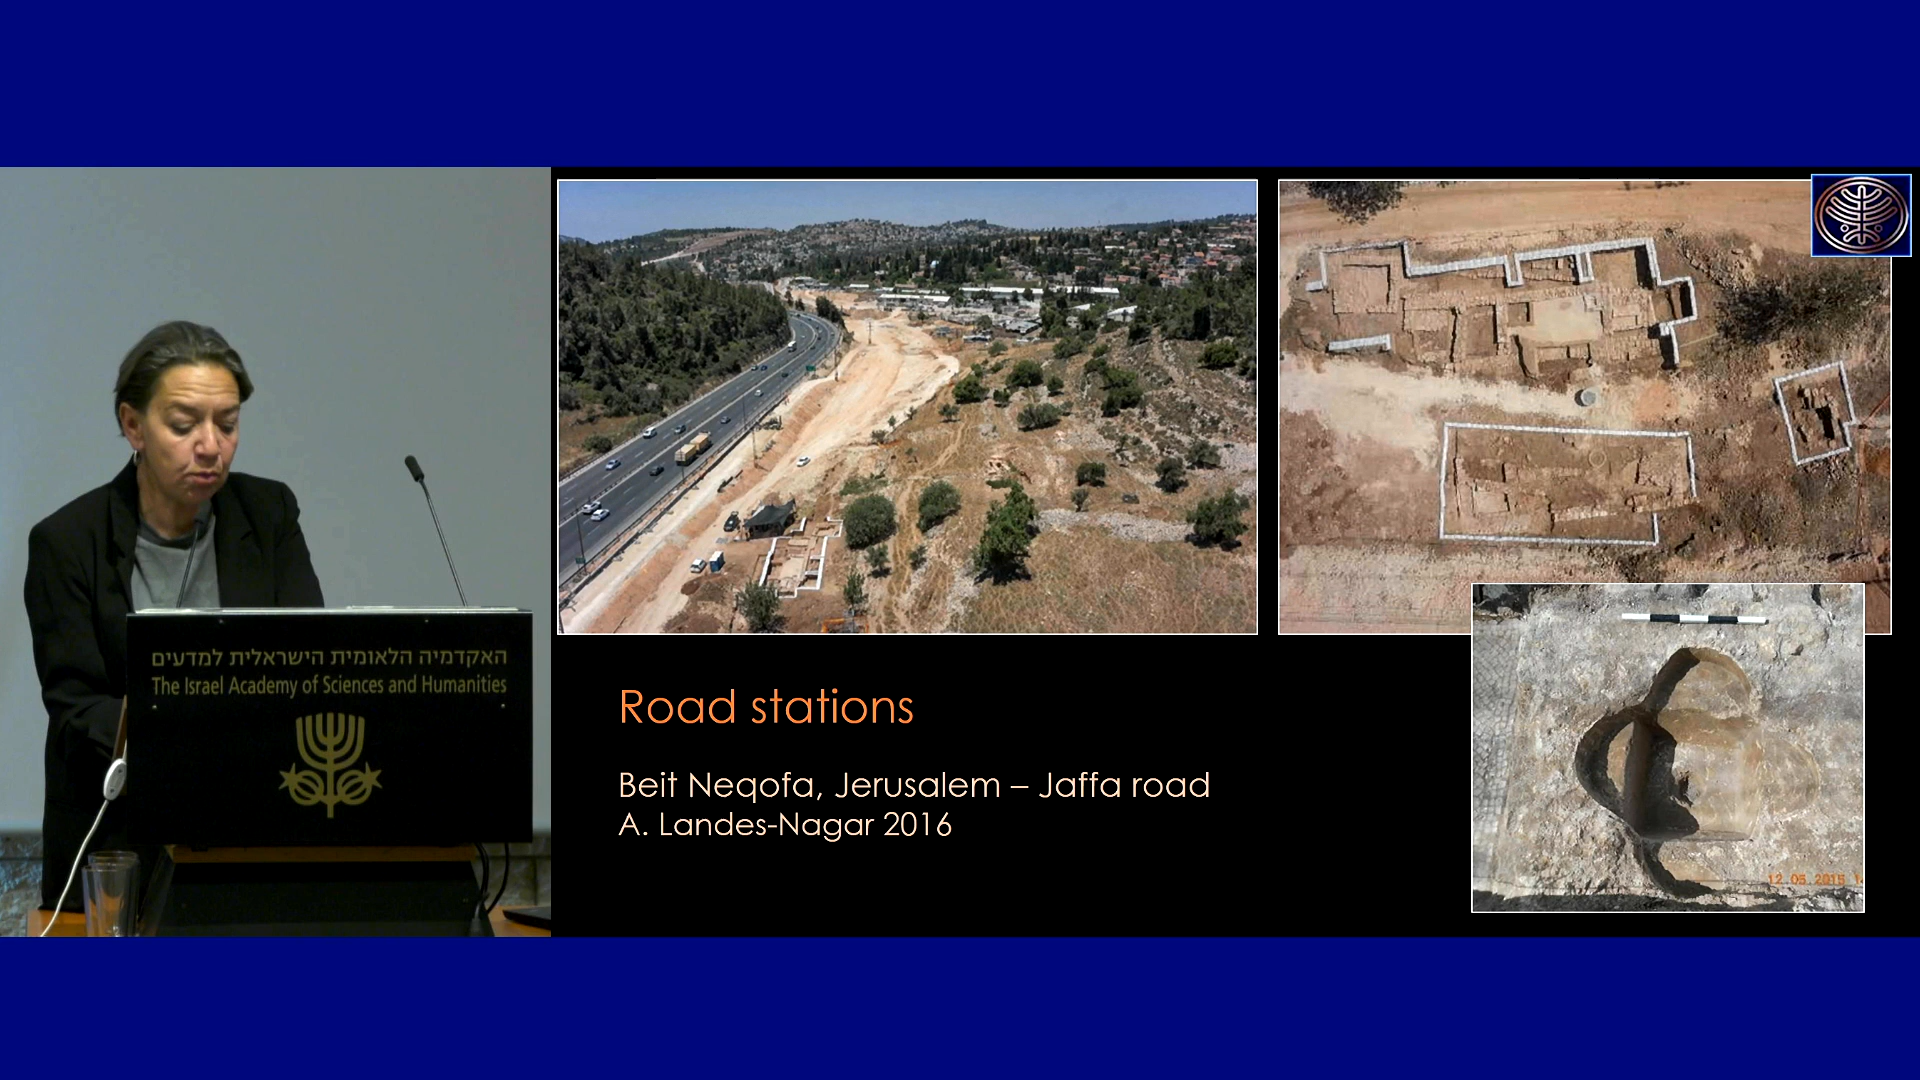 האקדמיה הלאומית הישראלית למדעים
The Israel Academy of Sciences and Humanities
Road stations
Beit Neqofa, Jerusalem – Jaffa road
A. Landes-Nagar 2016
12 05 2015